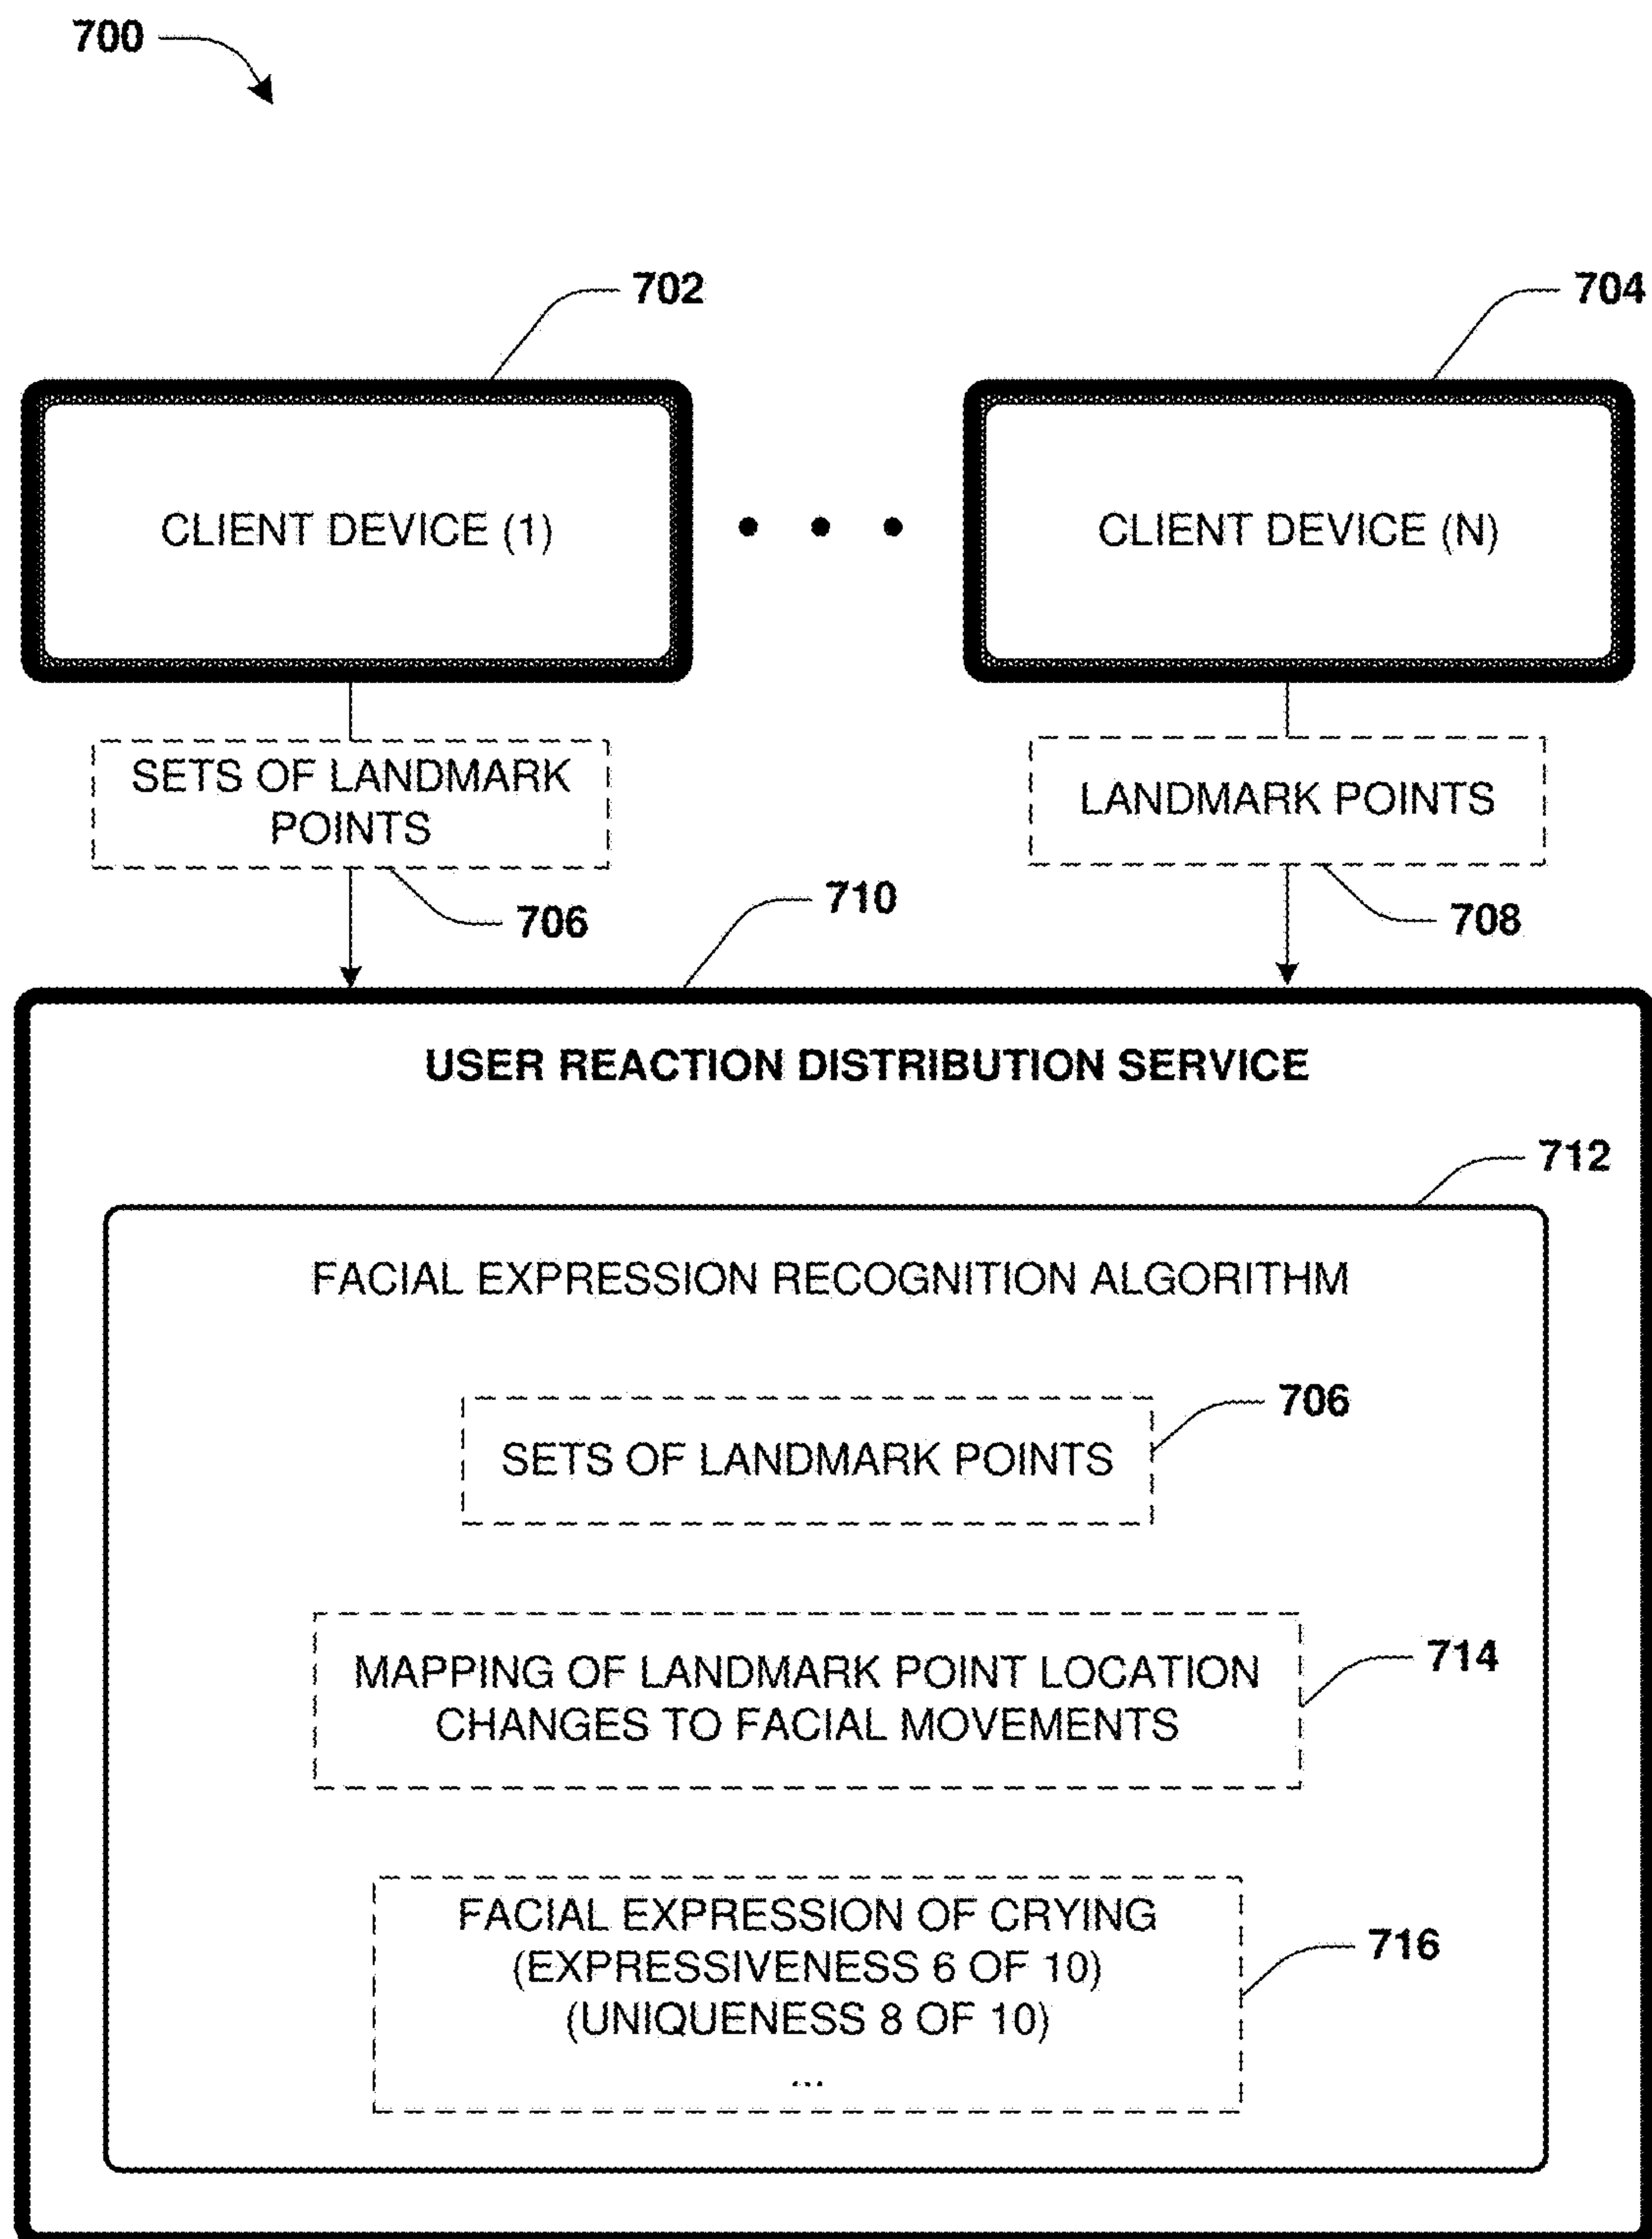 700
702
704
CLIENT DEVICE (1)
• • •
CLIENT DEVICE (N)
SETS OF LANDMARK
POINTS
LANDMARK POINTS
706
710
708
USER REACTION DISTRIBUTION SERVICE
712
FACIAL EXPRESSION RECOGNITION ALGORITHM
706
SETS OF LANDMARK POINTS
714
MAPPING OF LANDMARK POINT LOCATION
CHANGES TO FACIAL MOVEMENTS
FACIAL EXPRESSION OF CRYING
(EXPRESSIVENESS 6 OF 10)
(UNIQUENESS 8 OF 10)
...
716